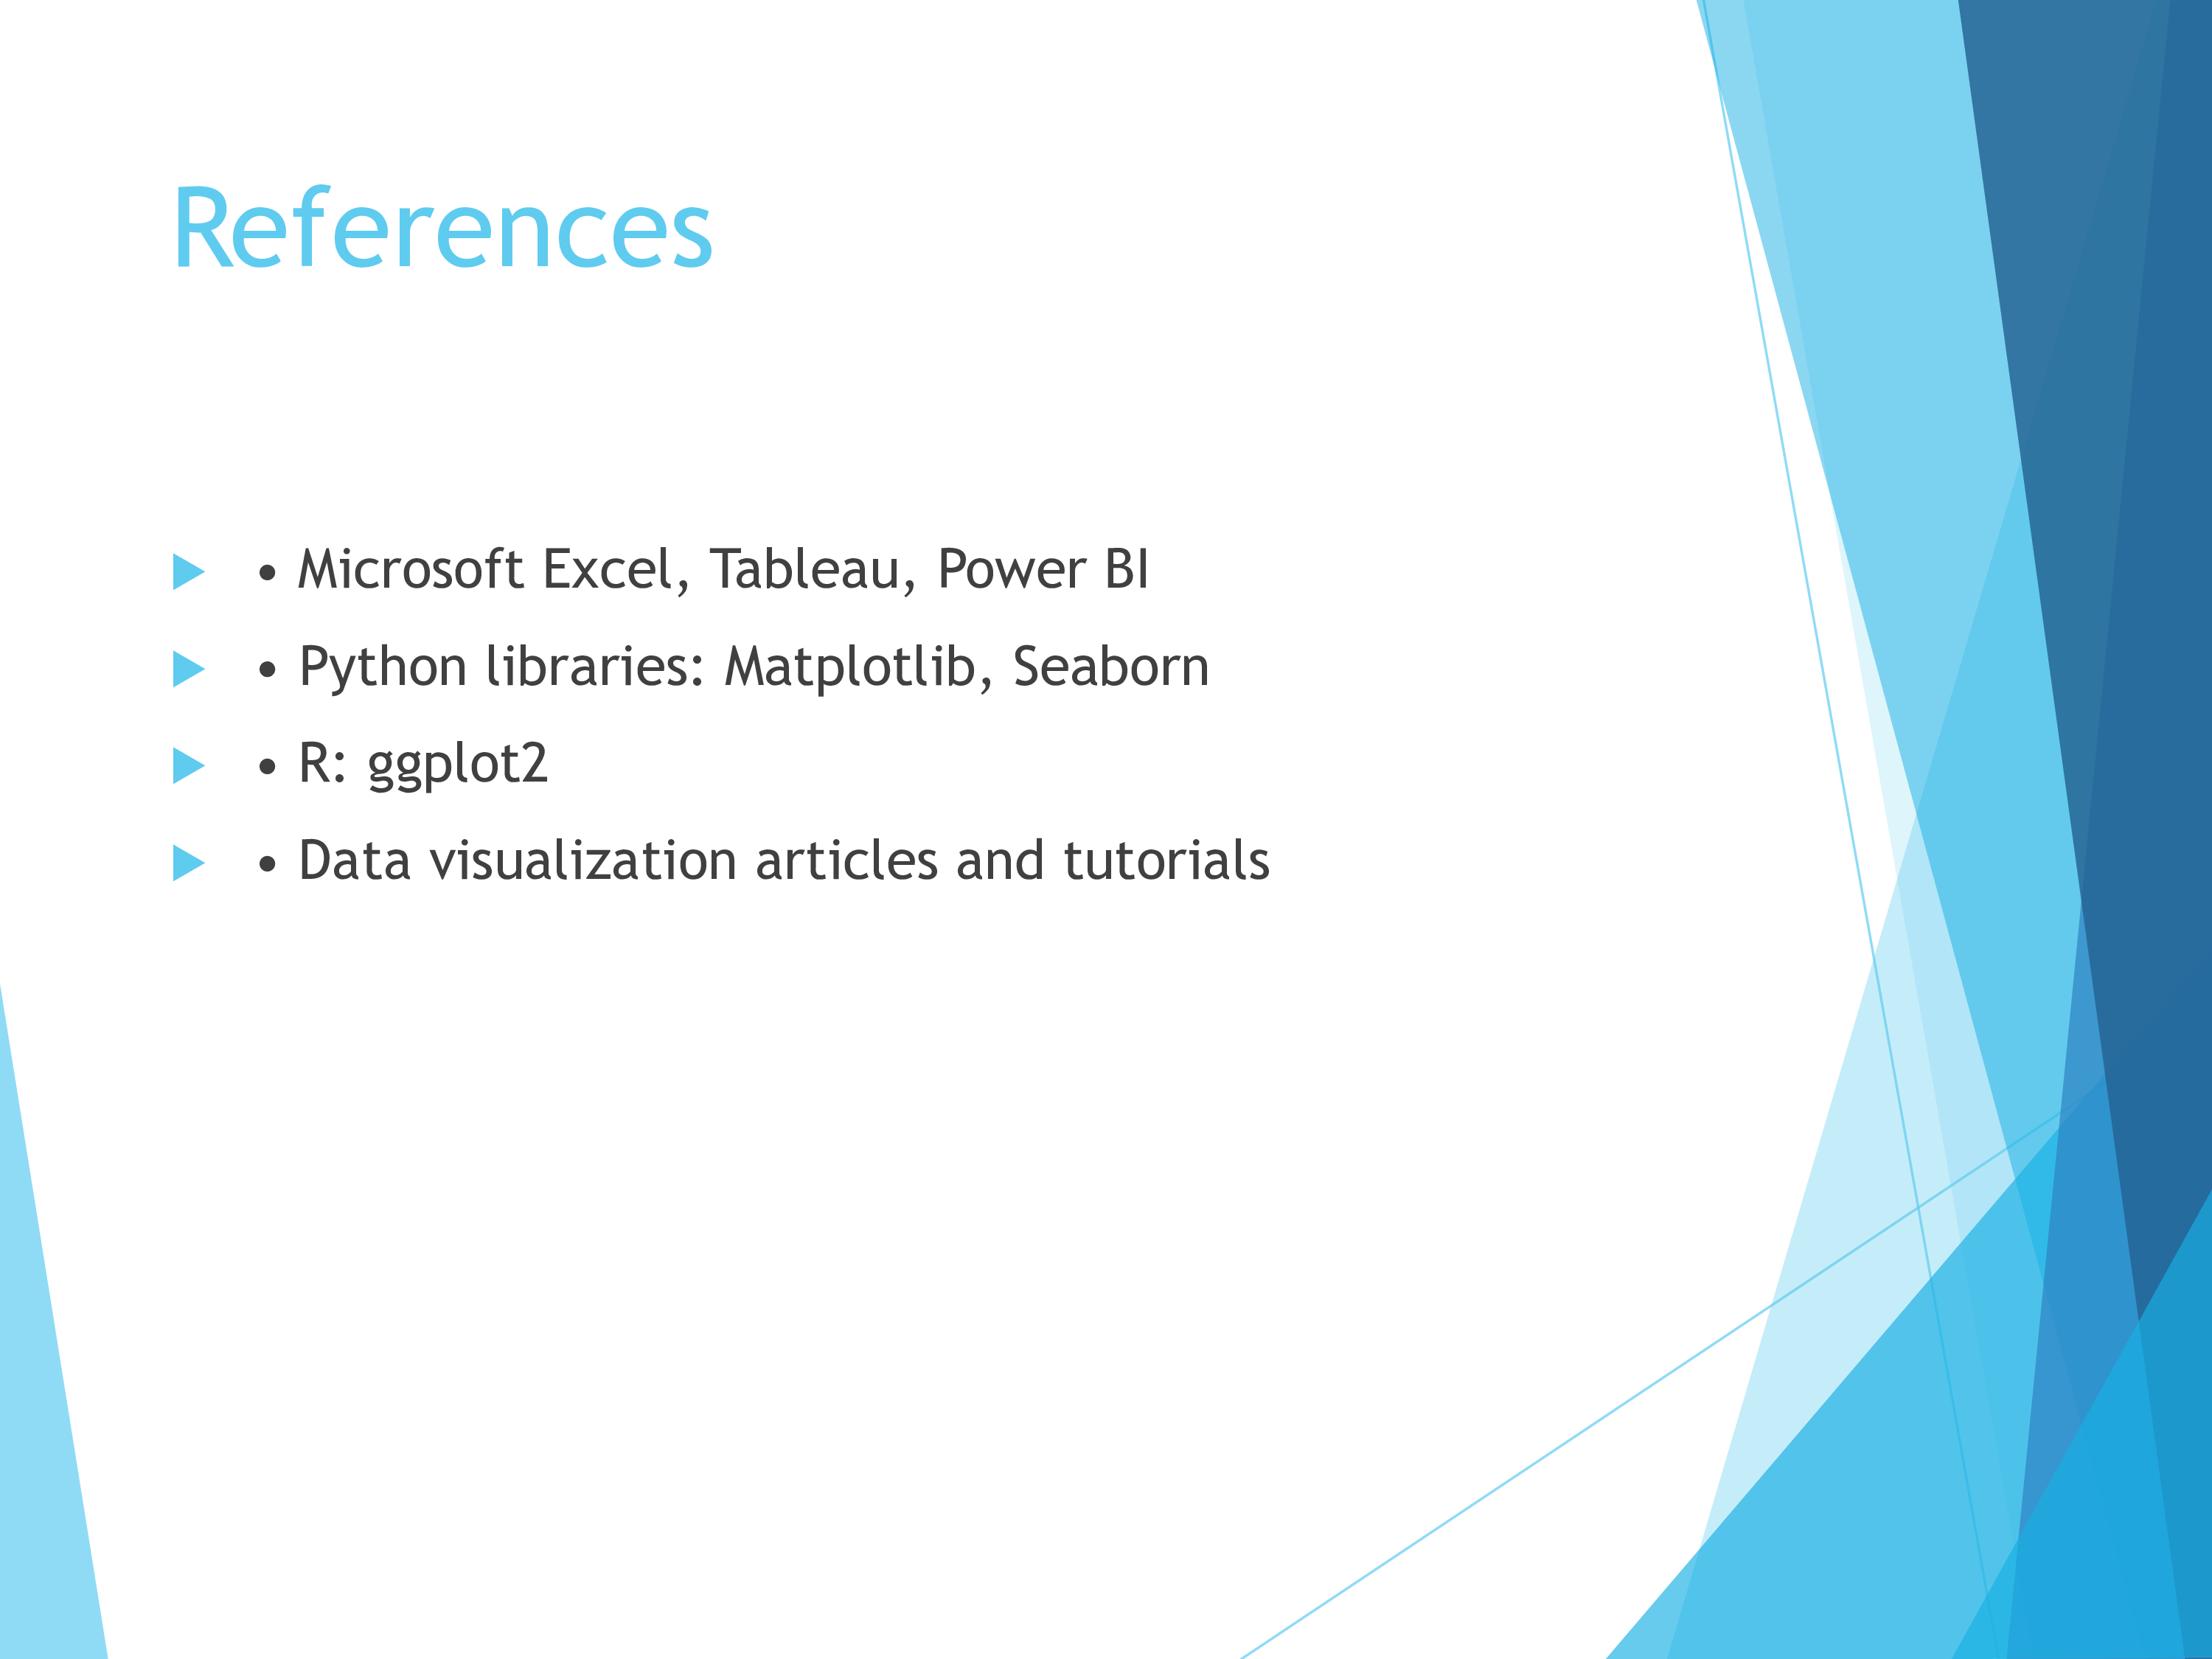 References
• Microsoft Excel, Tableau, Power BI
• Python libraries: Matplotlib, Seaborn
• R: ggplot2
• Data visualization articles and tutorials